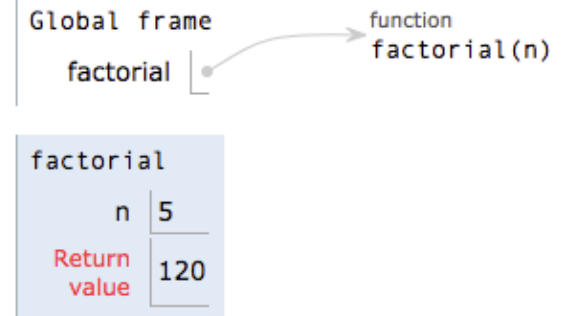 Global frame
factorial
function
factorial(n)
factorial
n 5
Return
value 120